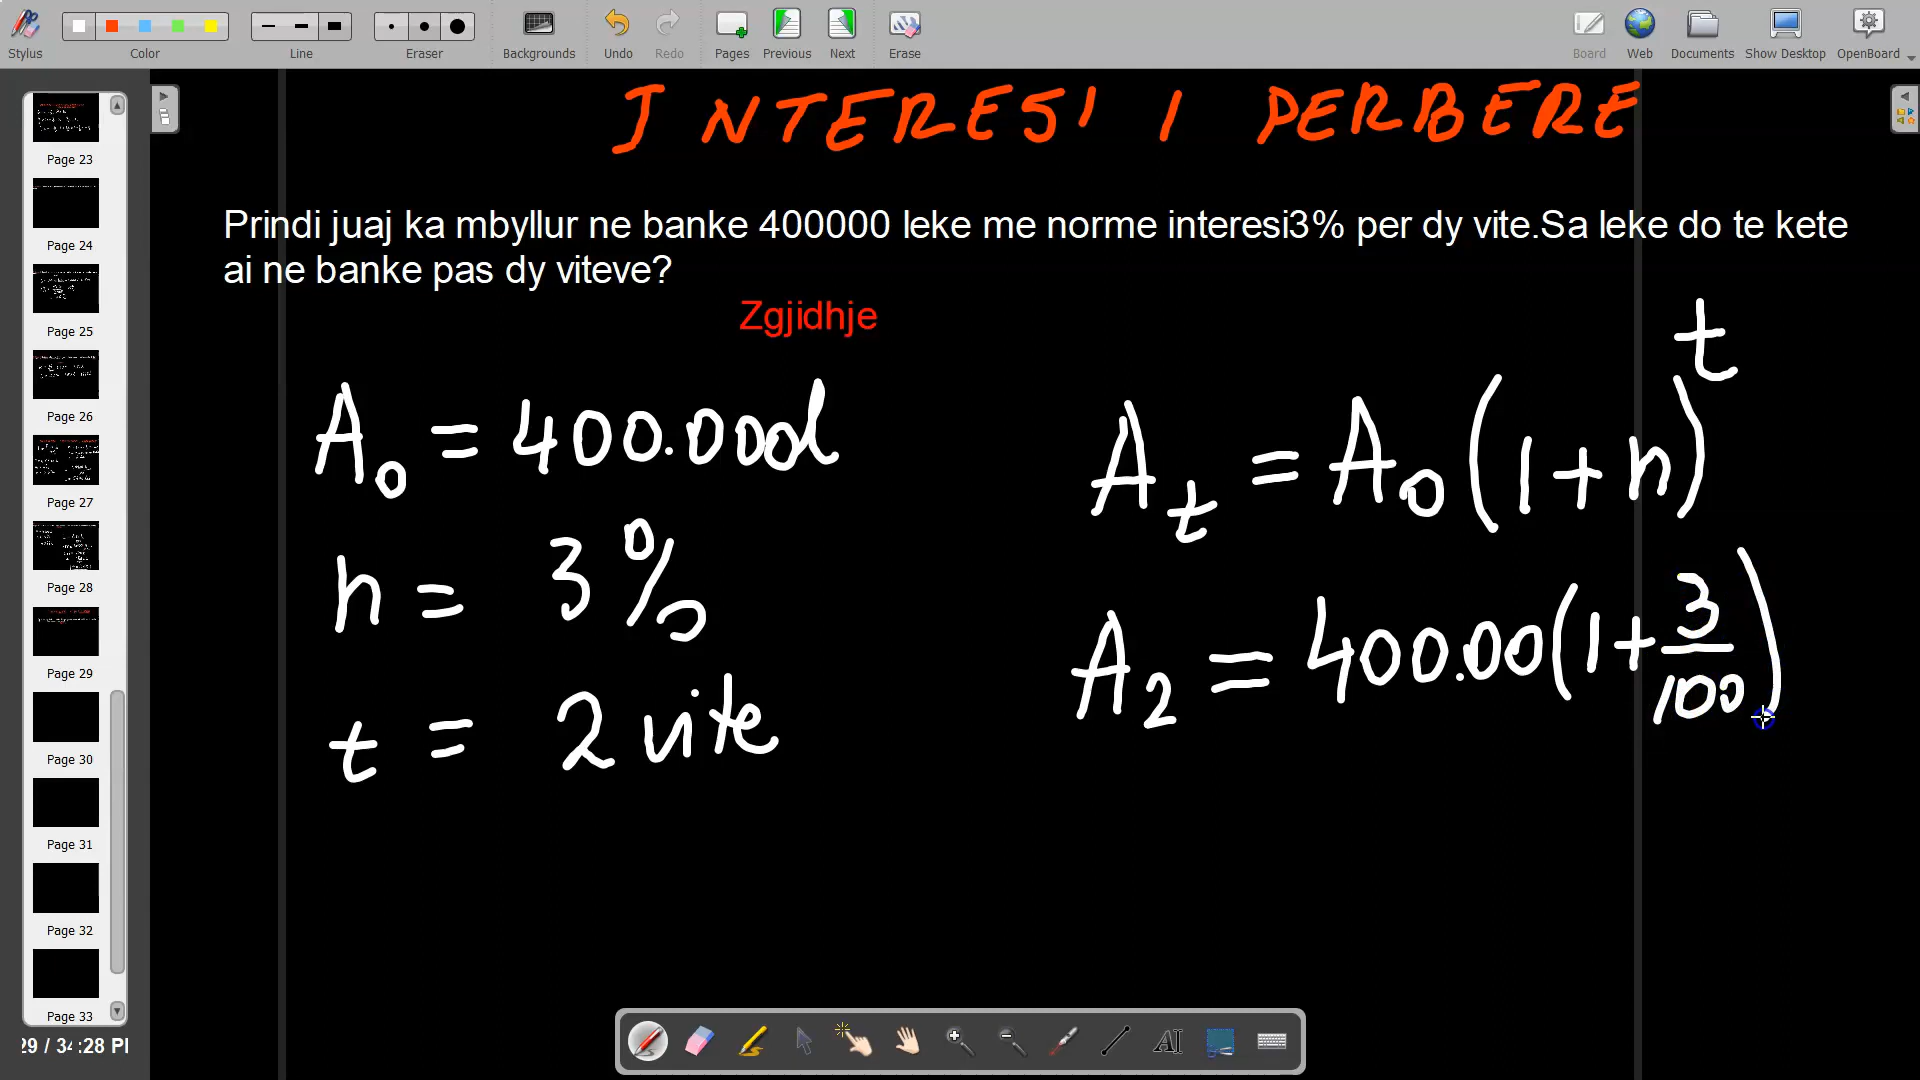 Stylus Color Line Eraser Backgrounds Undo Redo Pages Previous Next Erase Board Web Documents Show Desktop OpenBoard
INTERESI I PERBERE
Prindi juaj ka mbyllur ne banke 400000 leke me norme interesi3% per dy vite.Sa leke do te kete
ai ne banke pas dy viteve?
Zgjidhje
A₀ = 400.000l
n = 3%
t = 2 vite
Aₜ = A₀(1+n)ᵗ
A₂ = 400.00(1+3/100)
Page 23
Page 24
Page 25
Page 26
Page 27
Page 28
Page 29
Page 30
Page 31
Page 32
Page 33